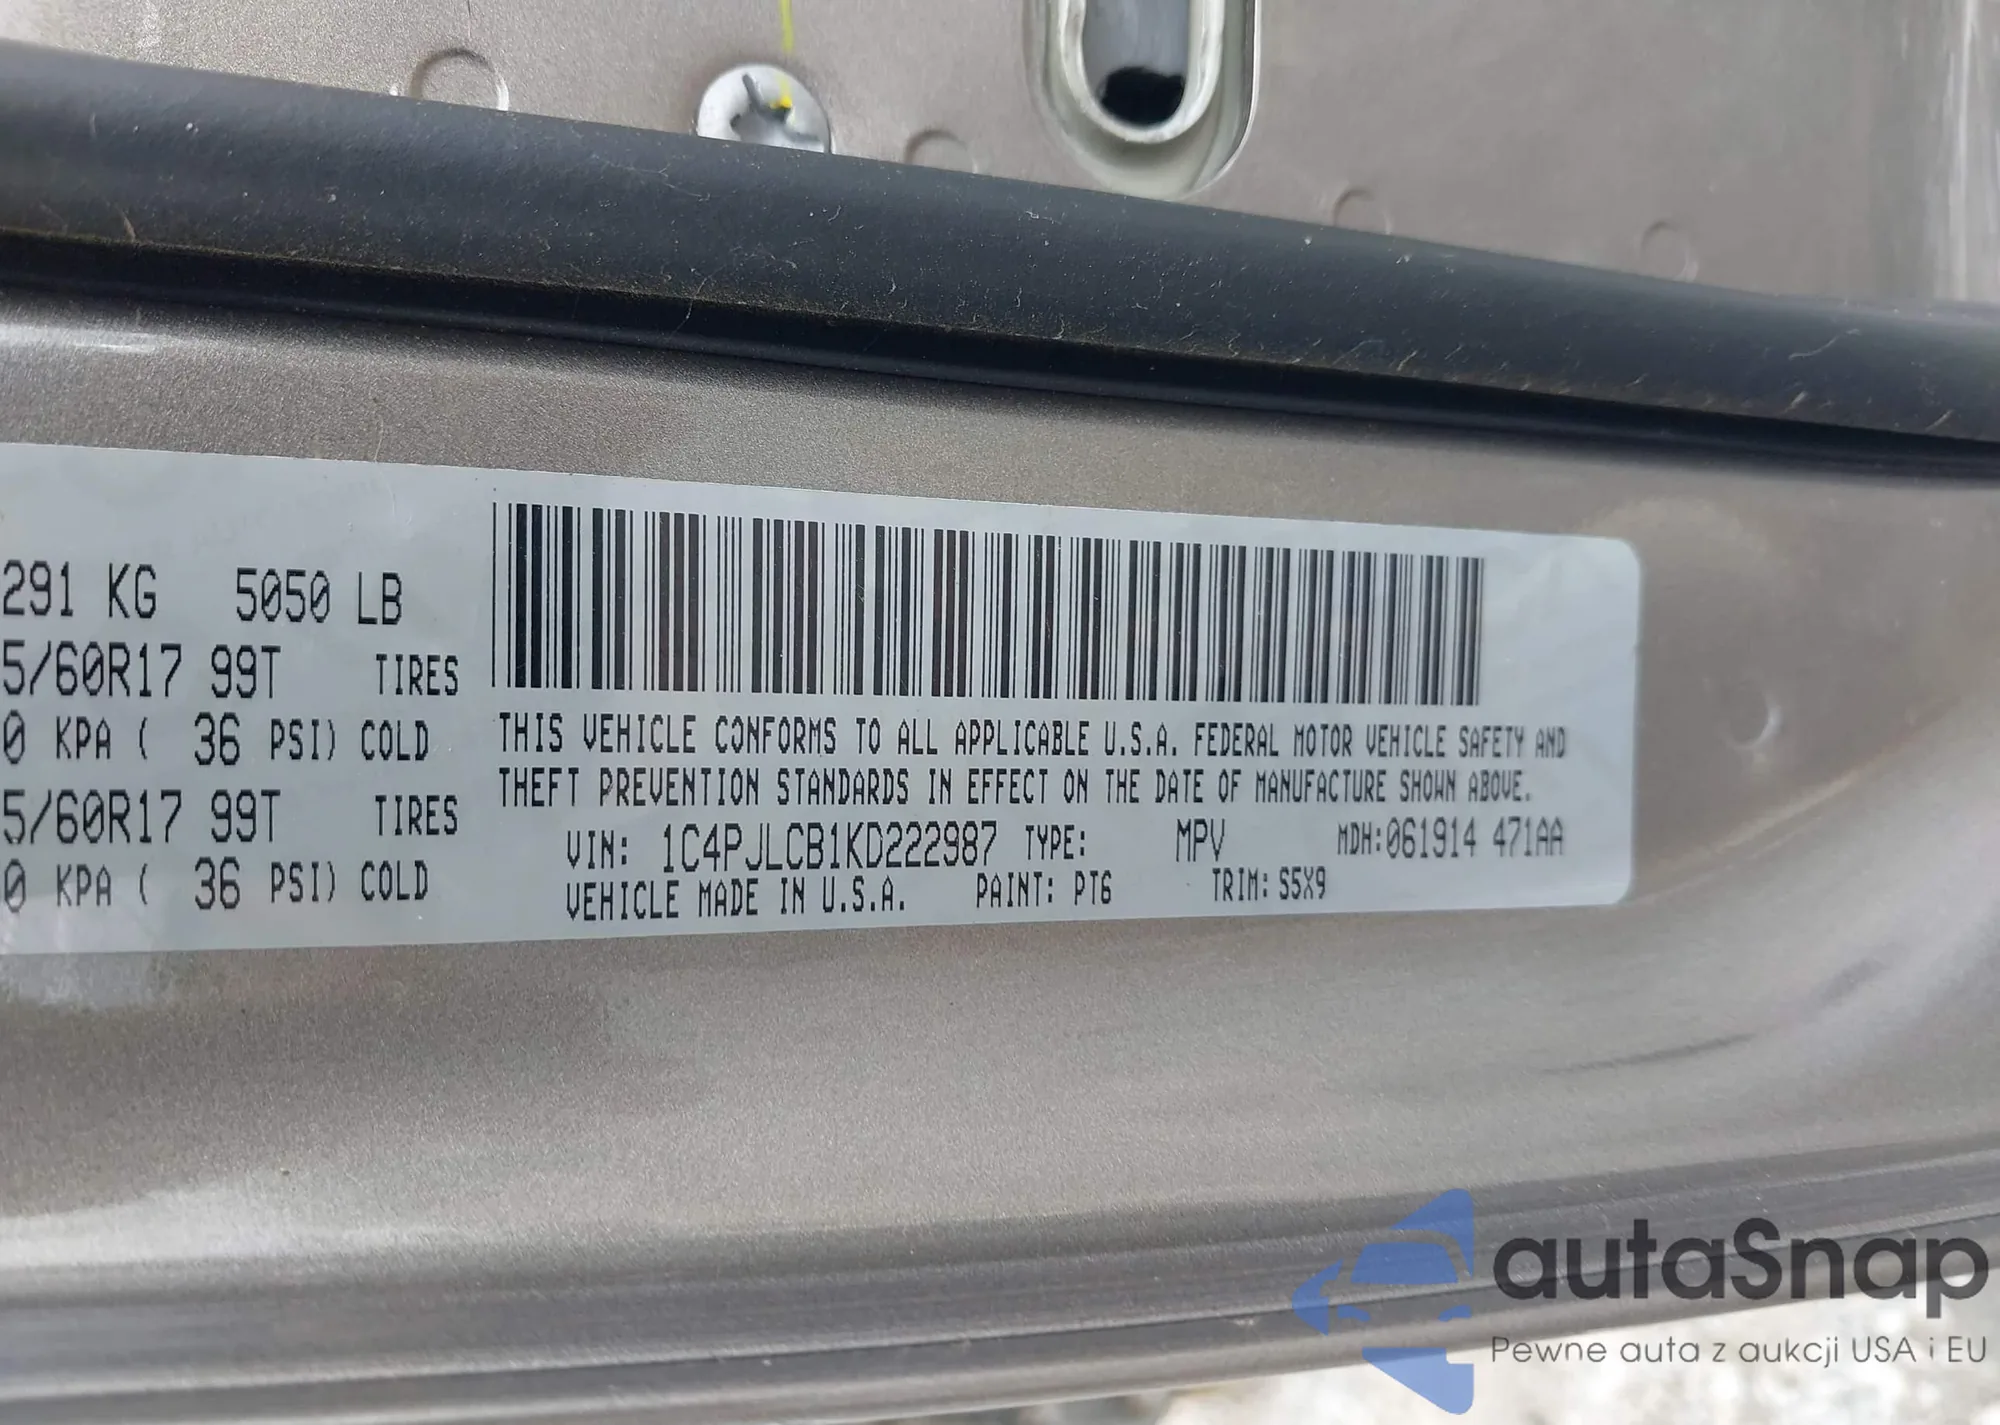 291 KG 5050 LB
5/60R17 99T TIRES
0 KPA ( 36 PSI) COLD
5/60R17 99T TIRES
0 KPA ( 36 PSI) COLD
THIS VEHICLE CONFORMS TO ALL APPLICABLE U.S.A. FEDERAL MOTOR VEHICLE SAFETY AND
THEFT PREVENTION STANDARDS IN EFFECT ON THE DATE OF MANUFACTURE SHOWN ABOVE.
VIN: 1C4PJLCB1KD222987 TYPE: MPV MDH:061914 471AA
VEHICLE MADE IN U.S.A. PAINT: PT6 TRIM: S5X9
autaSnap
Pewne auta z aukcji USA i EU